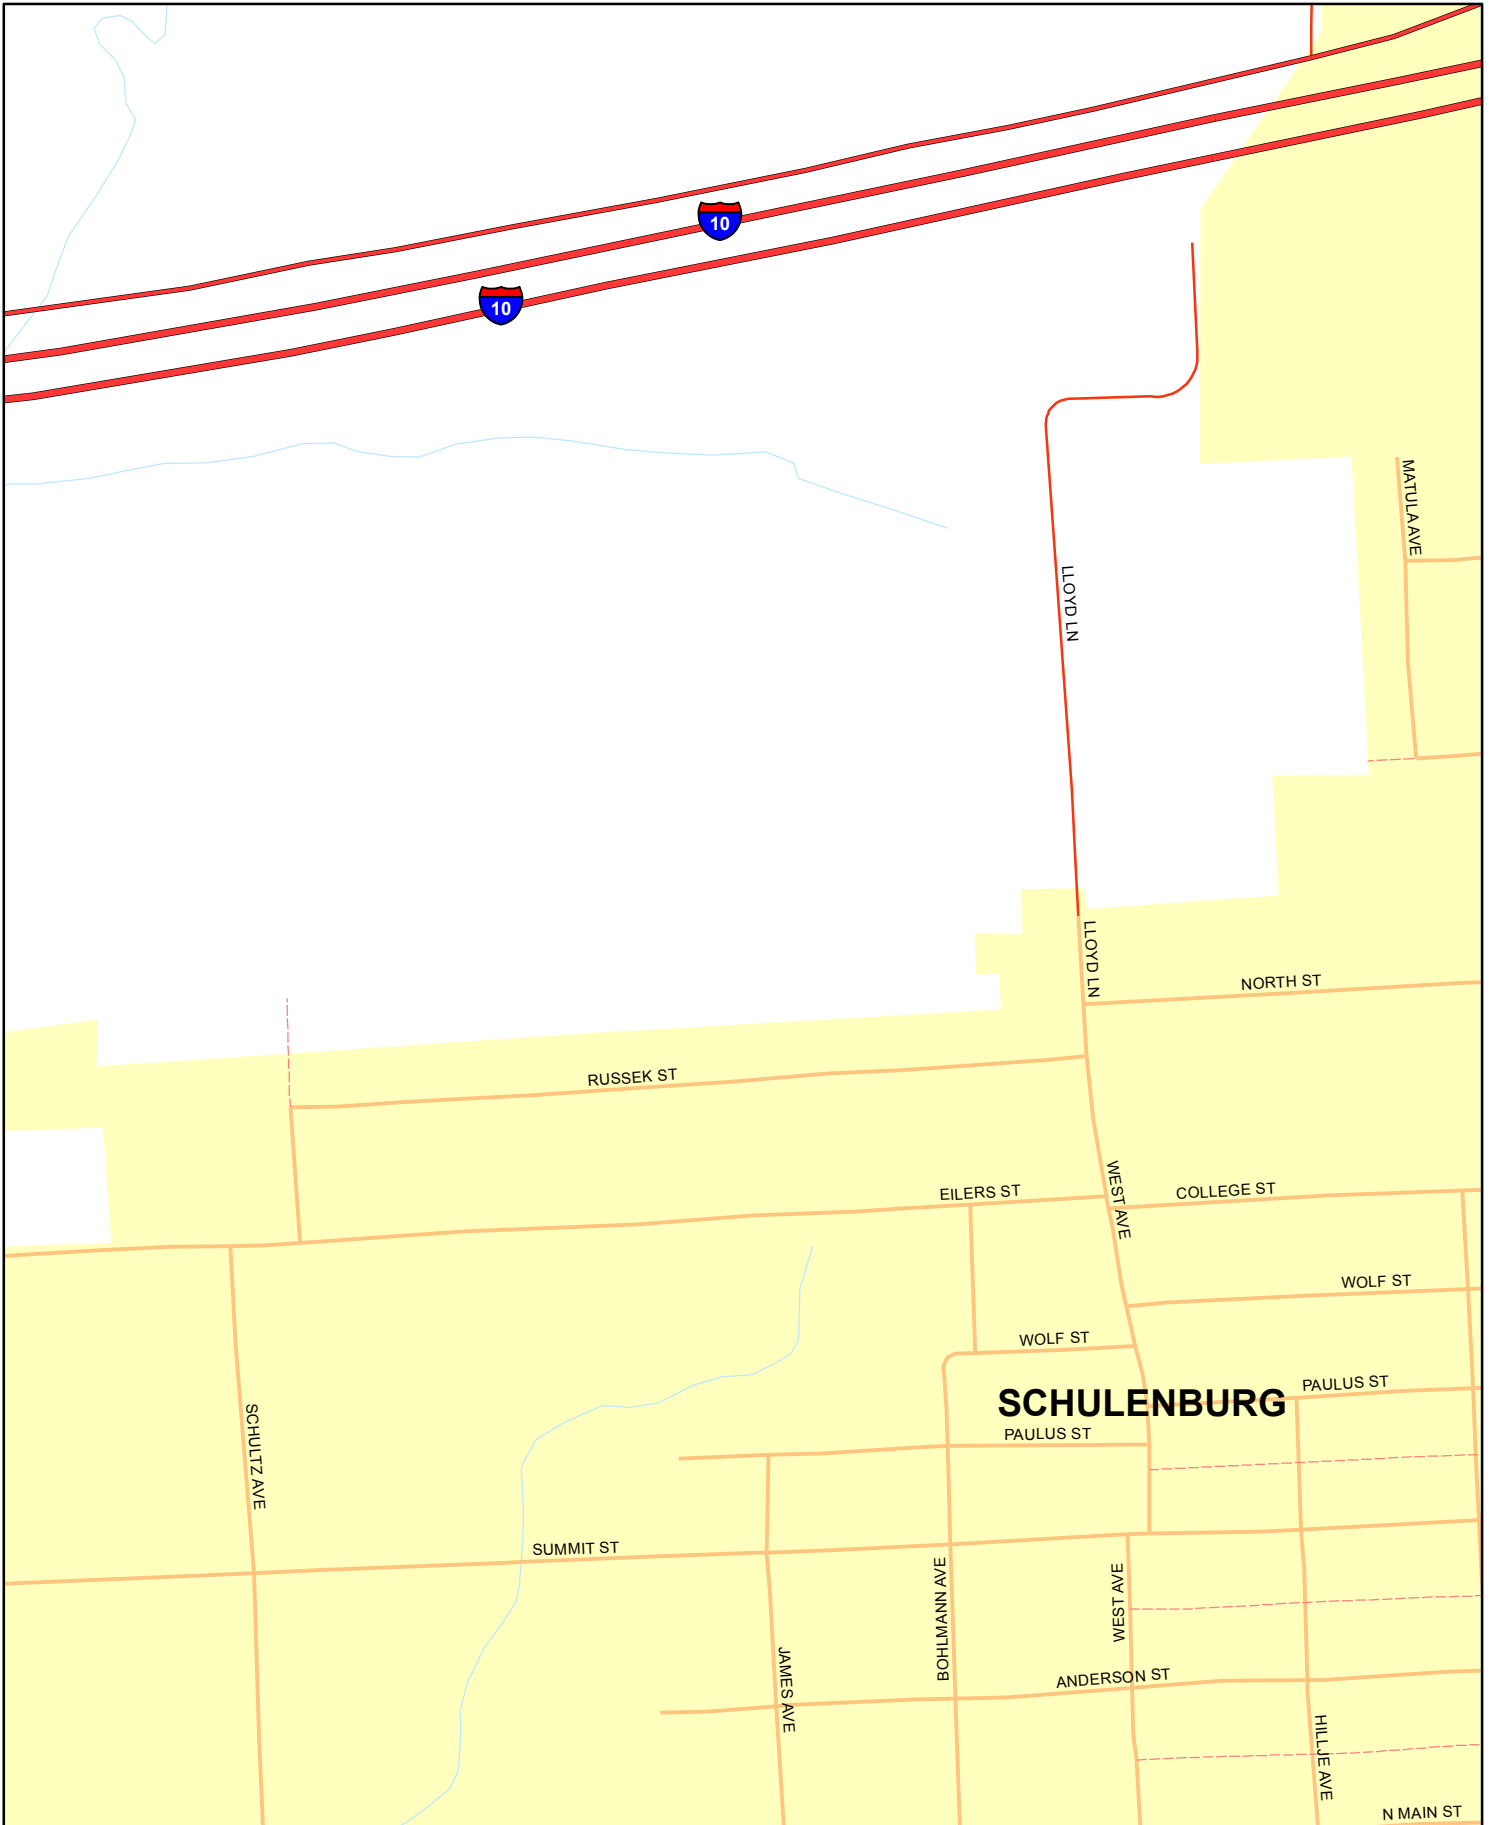 10
10
MATULA AVE
LLOYD LN
LLOYD LN
NORTH ST
RUSSEK ST
WEST AVE
EILERS ST
COLLEGE ST
WOLF ST
WOLF ST
PAULUS ST
SCHULENBURG
SCHULTZ AVE
PAULUS ST
SUMMIT ST
BOHLMANN AVE
WEST AVE
JAMES AVE
ANDERSON ST
HILLJE AVE
N MAIN ST